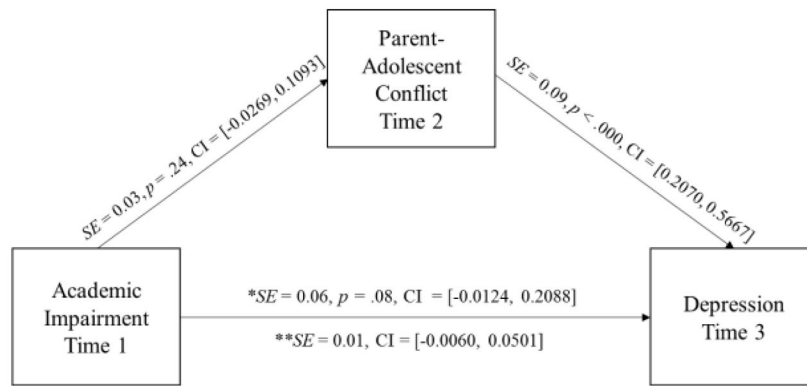 Parent-
Adolescent
Conflict
Time 2
SE = 0.03, p = .24, CI = [-0.0269, 0.1093]
SE = 0.09, p < .000, CI = [0.2070, 0.5667]
Academic
Impairment
Time 1
*SE = 0.06, p = .08, CI = [-0.0124, 0.2088]
**SE = 0.01, CI = [-0.0060, 0.0501]
Depression
Time 3